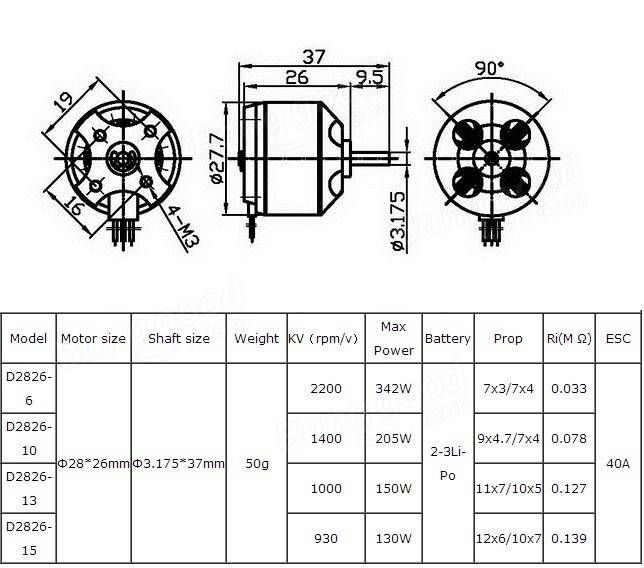 37
26
9.5
90°
19
ø27.7
16
4-M3
ø3.175
Banggood
.com
Model Motor size Shaft size Weight KV (rpm/v) Max Power Battery Prop Ri(M Ω) ESC
D2826-6 Φ28*26mm Φ3.175*37mm 50g 2200 342W 2-3Li-Po 7x3/7x4 0.033 40A
D2826-10 1400 205W 9x4.7/7x4 0.078
D2826-13 1000 150W 11x7/10x5 0.127
D2826-15 930 130W 12x6/10x7 0.139